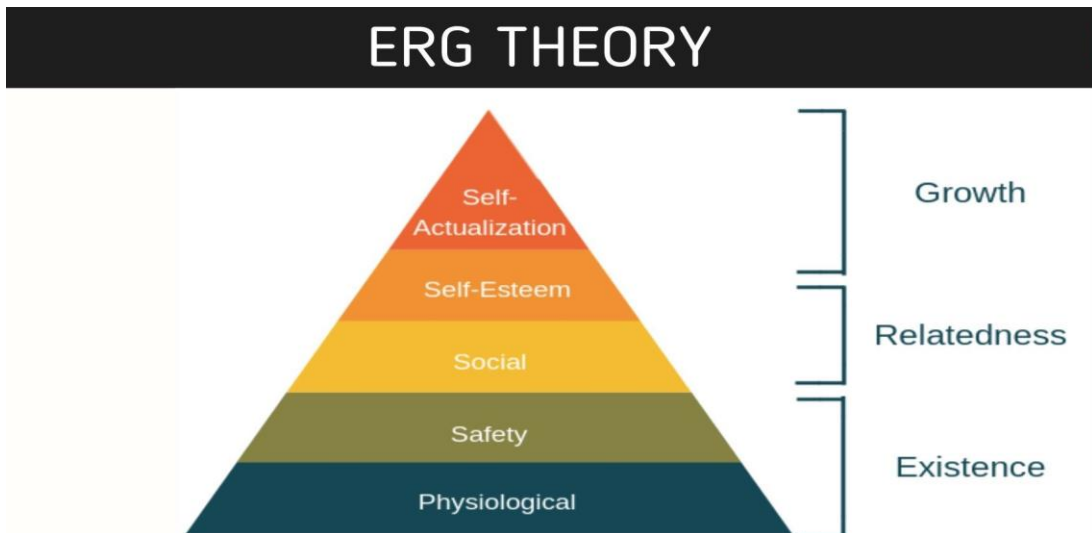 ERG THEORY
Self-
Actualization
Self-Esteem
Social
Safety
Physiological
Growth
Relatedness
Existence